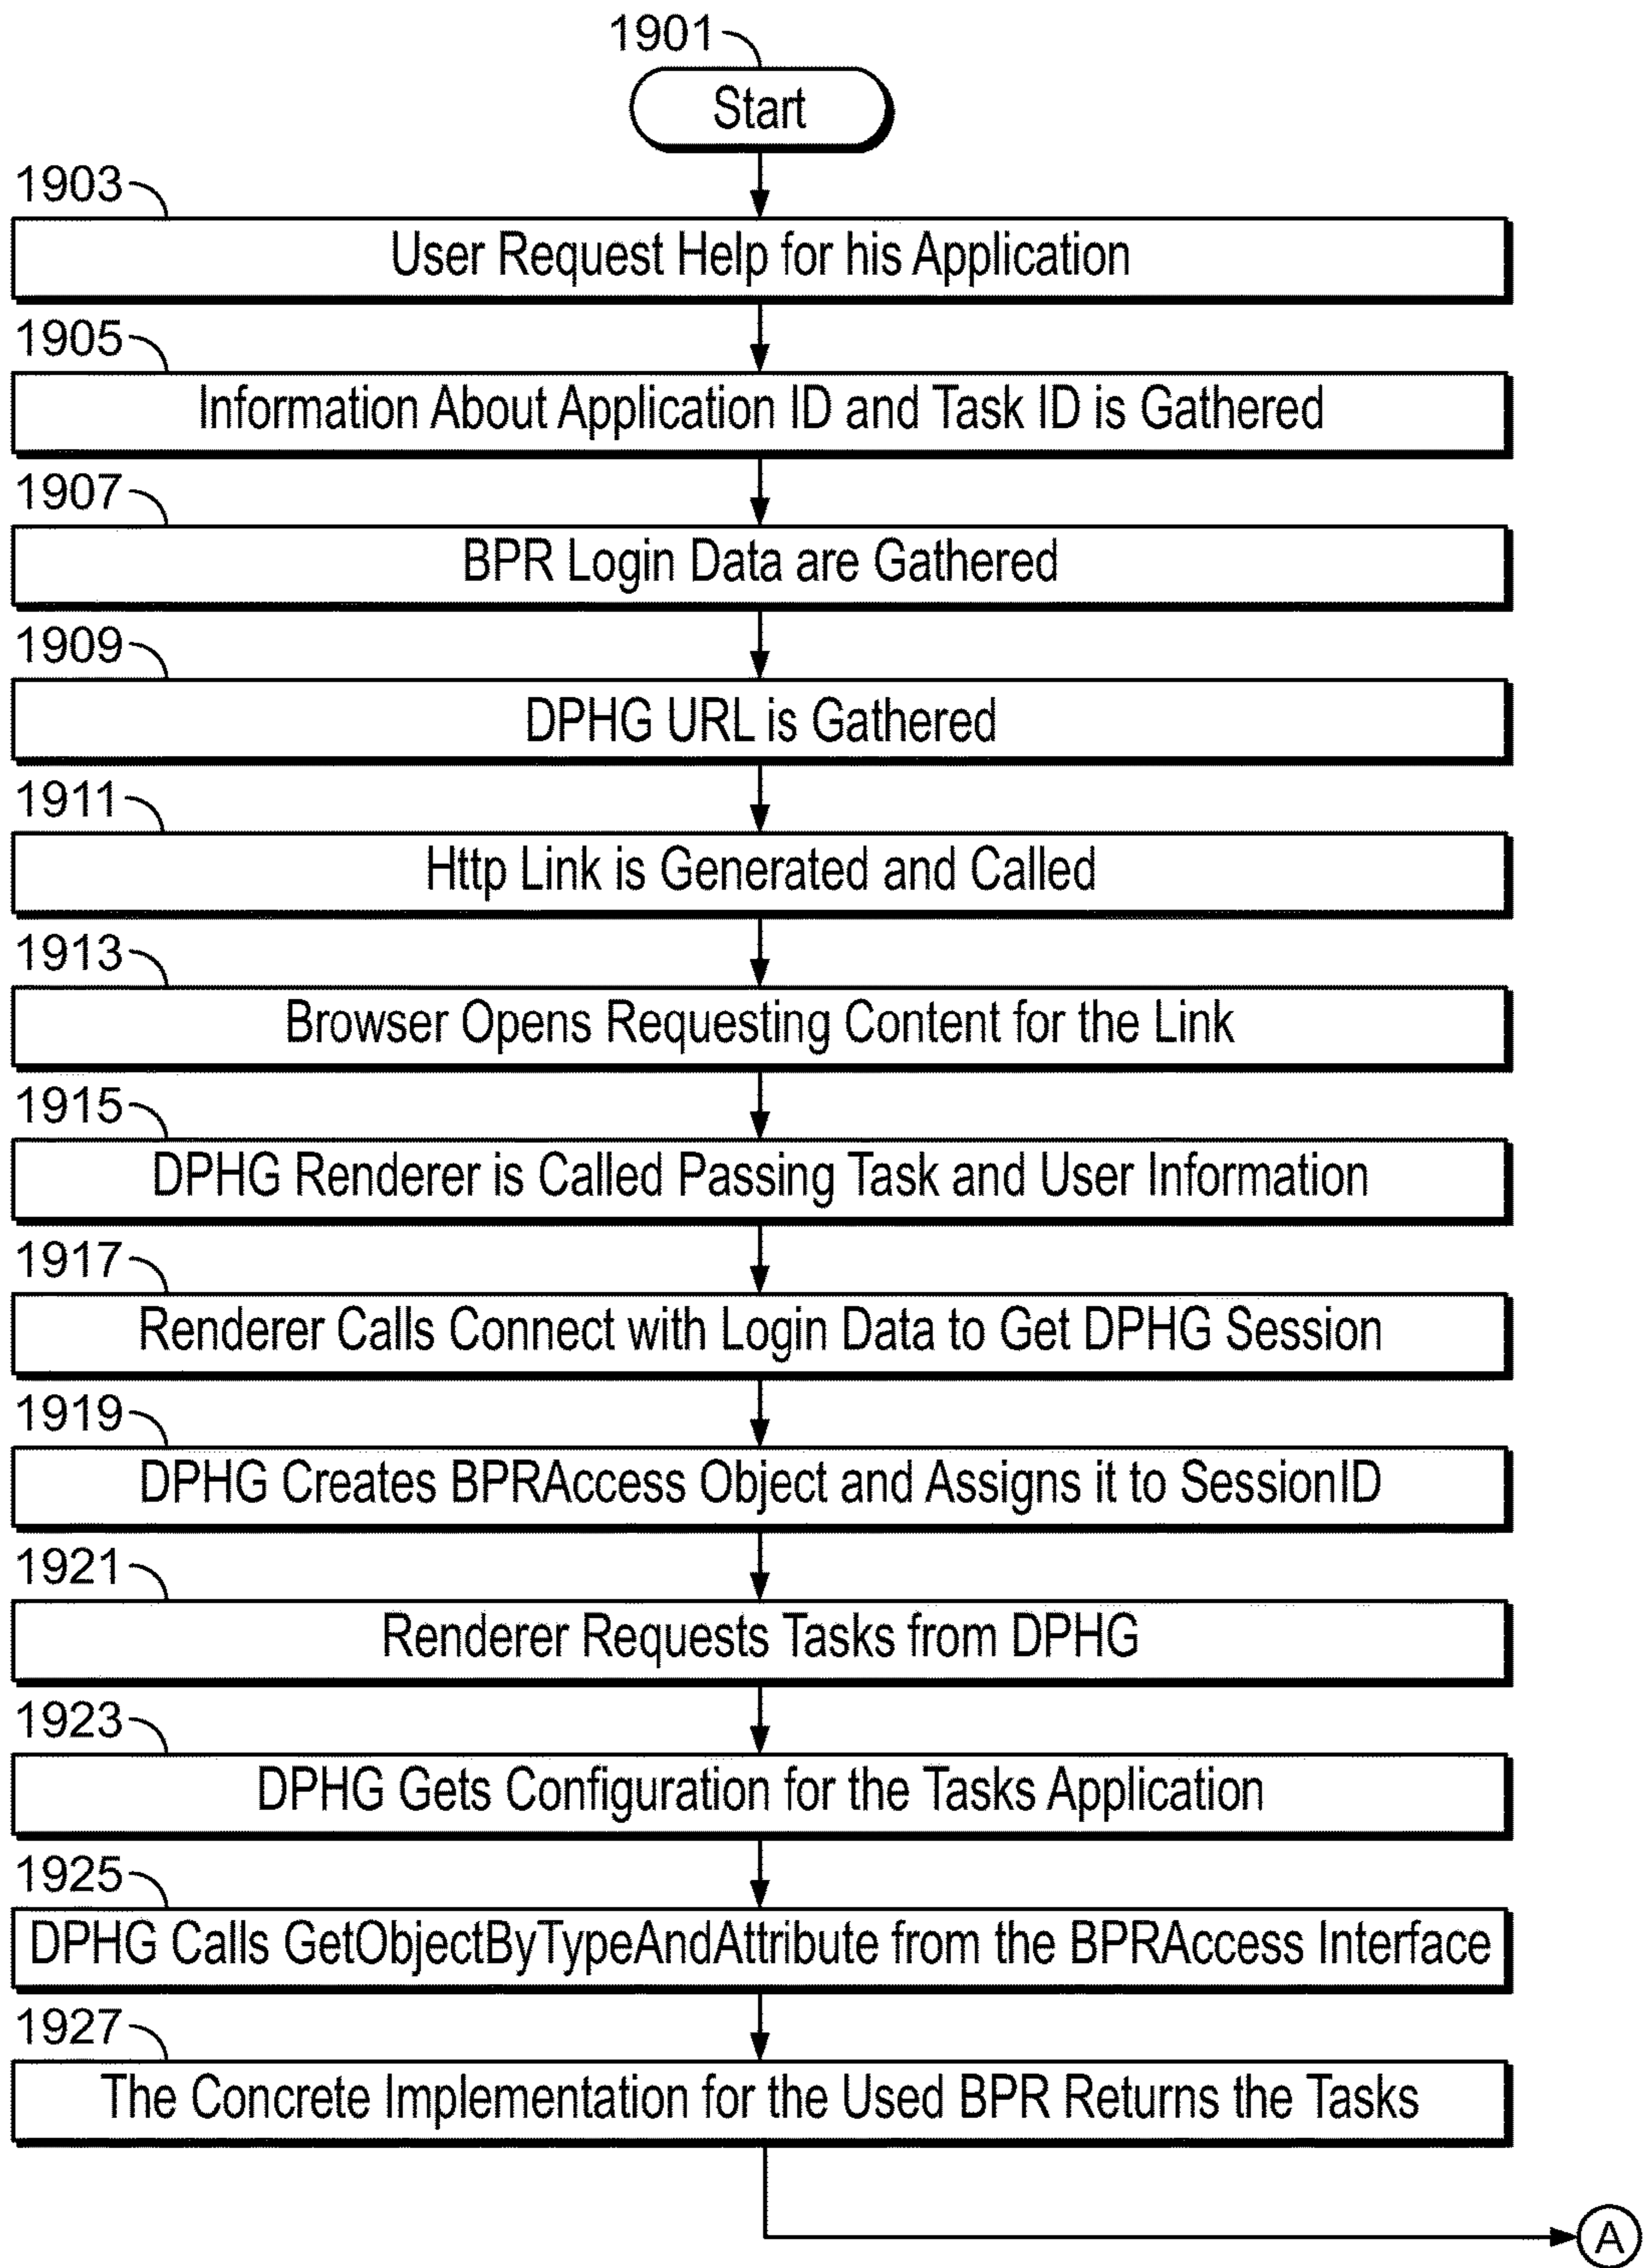 1901
Start
1903
User Request Help for his Application
1905
Information About Application ID and Task ID is Gathered
1907
BPR Login Data are Gathered
1909
DPHG URL is Gathered
1911
Http Link is Generated and Called
1913
Browser Opens Requesting Content for the Link
1915
DPHG Renderer is Called Passing Task and User Information
1917
Renderer Calls Connect with Login Data to Get DPHG Session
1919
DPHG Creates BPRAccess Object and Assigns it to SessionID
1921
Renderer Requests Tasks from DPHG
1923
DPHG Gets Configuration for the Tasks Application
1925
DPHG Calls GetObjectByTypeAndAttribute from the BPRAccess Interface
1927
The Concrete Implementation for the Used BPR Returns the Tasks
A